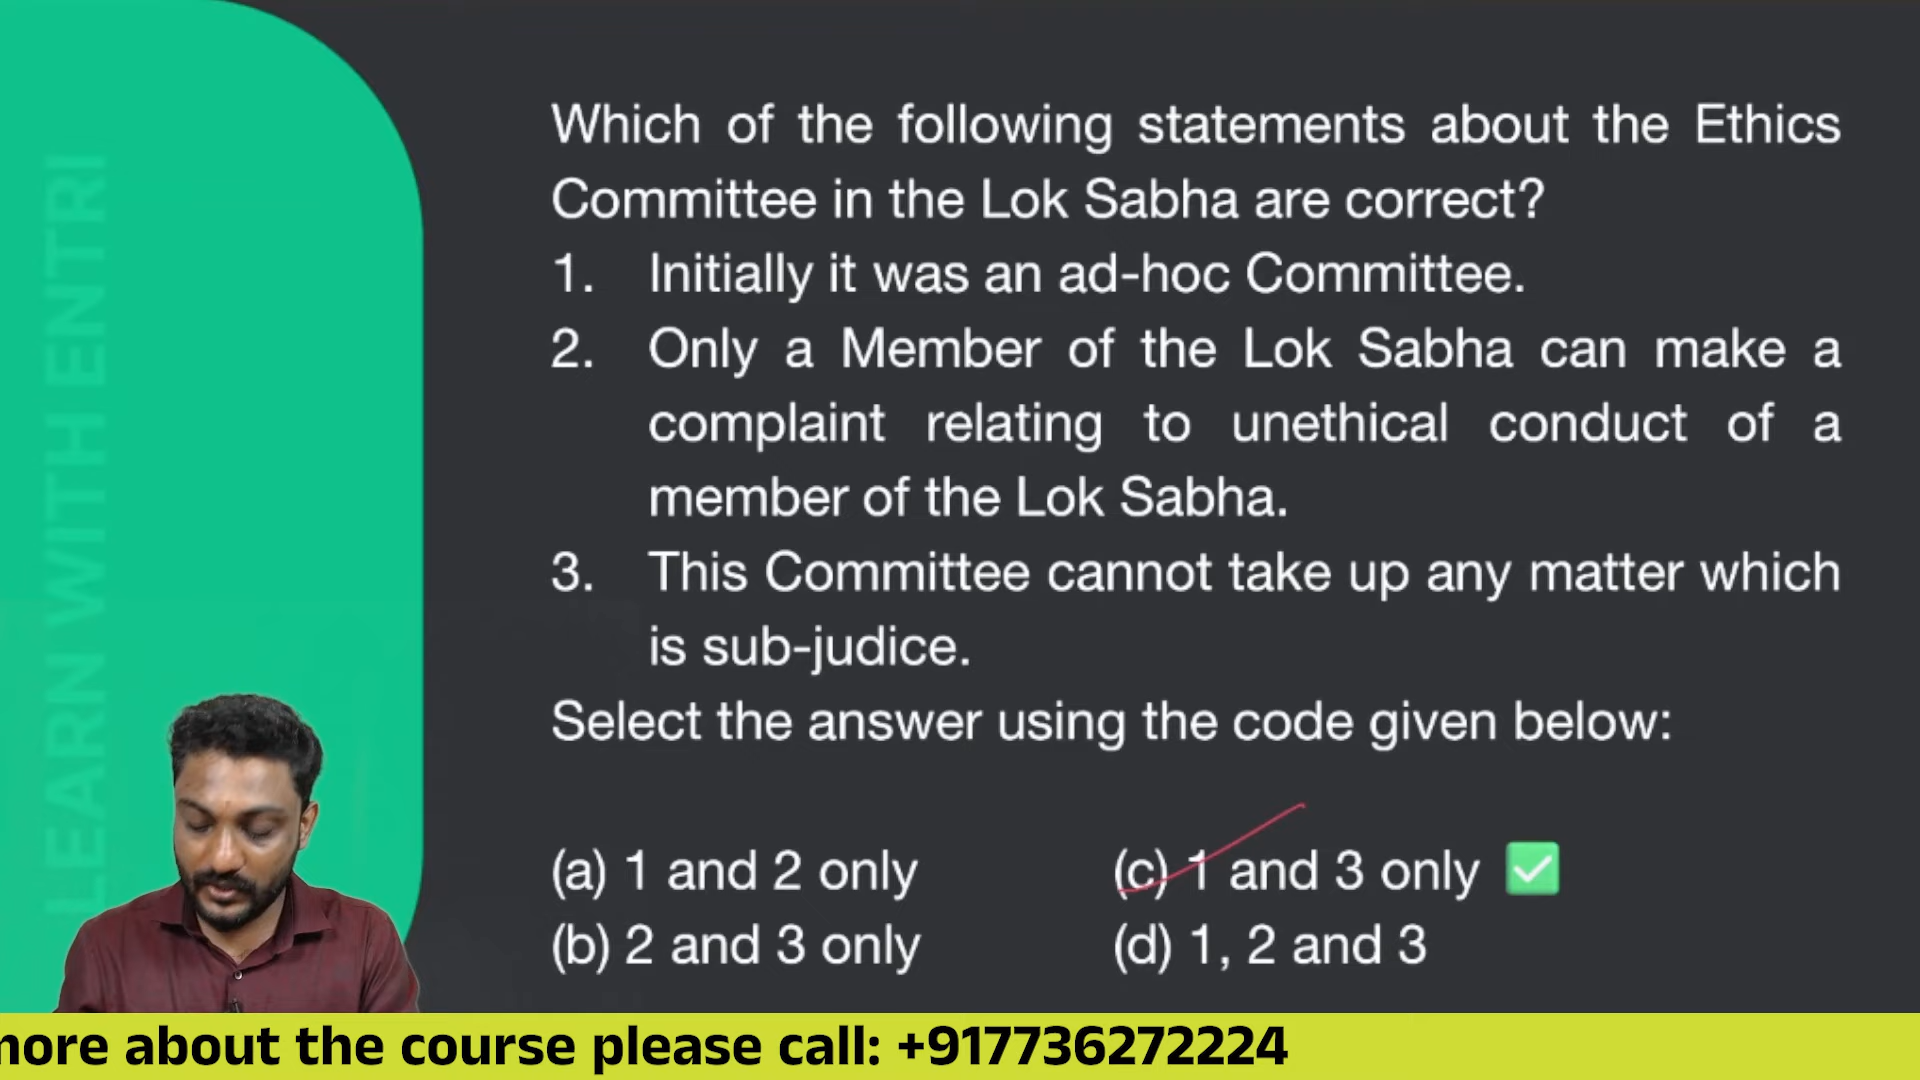 LEARN WITH ENTRI
Which of the following statements about the Ethics
Committee in the Lok Sabha are correct?
1. Initially it was an ad-hoc Committee.
2. Only a Member of the Lok Sabha can make a
complaint relating to unethical conduct of a
member of the Lok Sabha.
3. This Committee cannot take up any matter which
is sub-judice.
Select the answer using the code given below:
(a) 1 and 2 only (c) 1 and 3 only ✅
(b) 2 and 3 only (d) 1, 2 and 3
more about the course please call: +917736272224